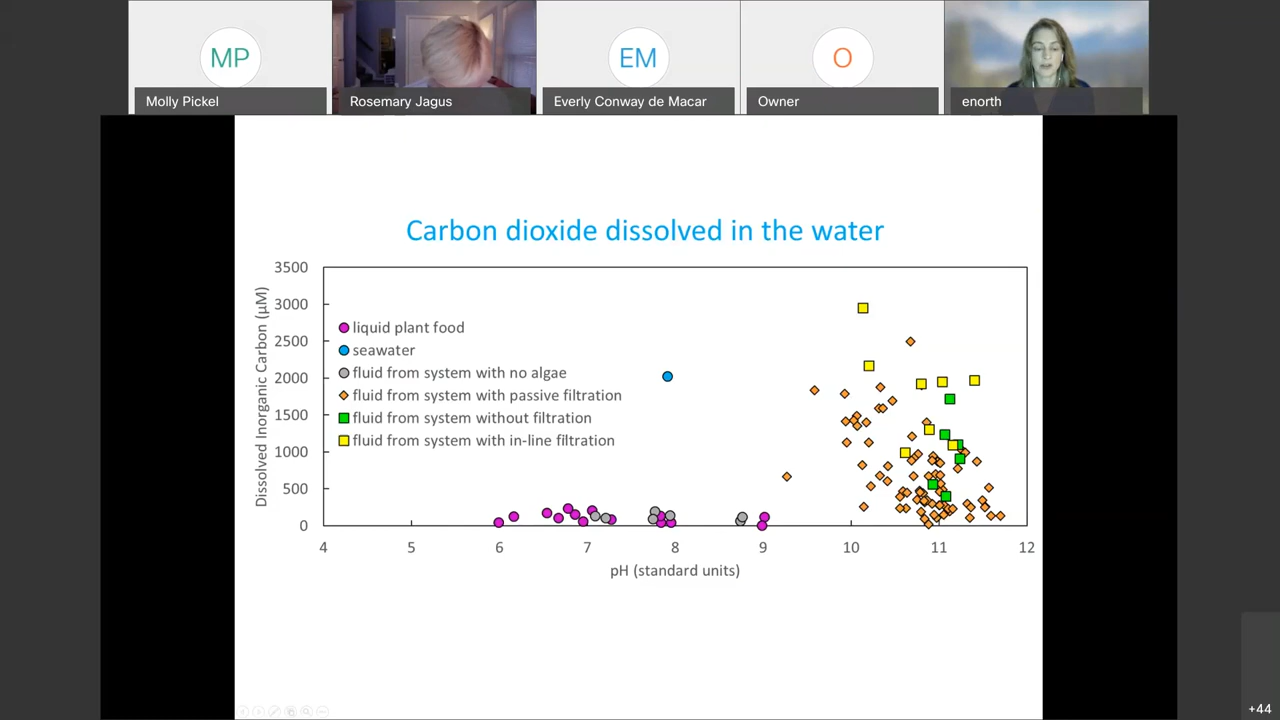 MP
EM
O
Molly Pickel
Rosemary Jagus
Everly Conway de Macar
Owner
enorth
Carbon dioxide dissolved in the water
Dissolved Inorganic Carbon (µM)
3500
3000
2500
2000
1500
1000
500
0
liquid plant food
seawater
fluid from system with no algae
fluid from system with passive filtration
fluid from system without filtration
fluid from system with in-line filtration
4 5 6 7 8 9 10 11 12
pH (standard units)
+44